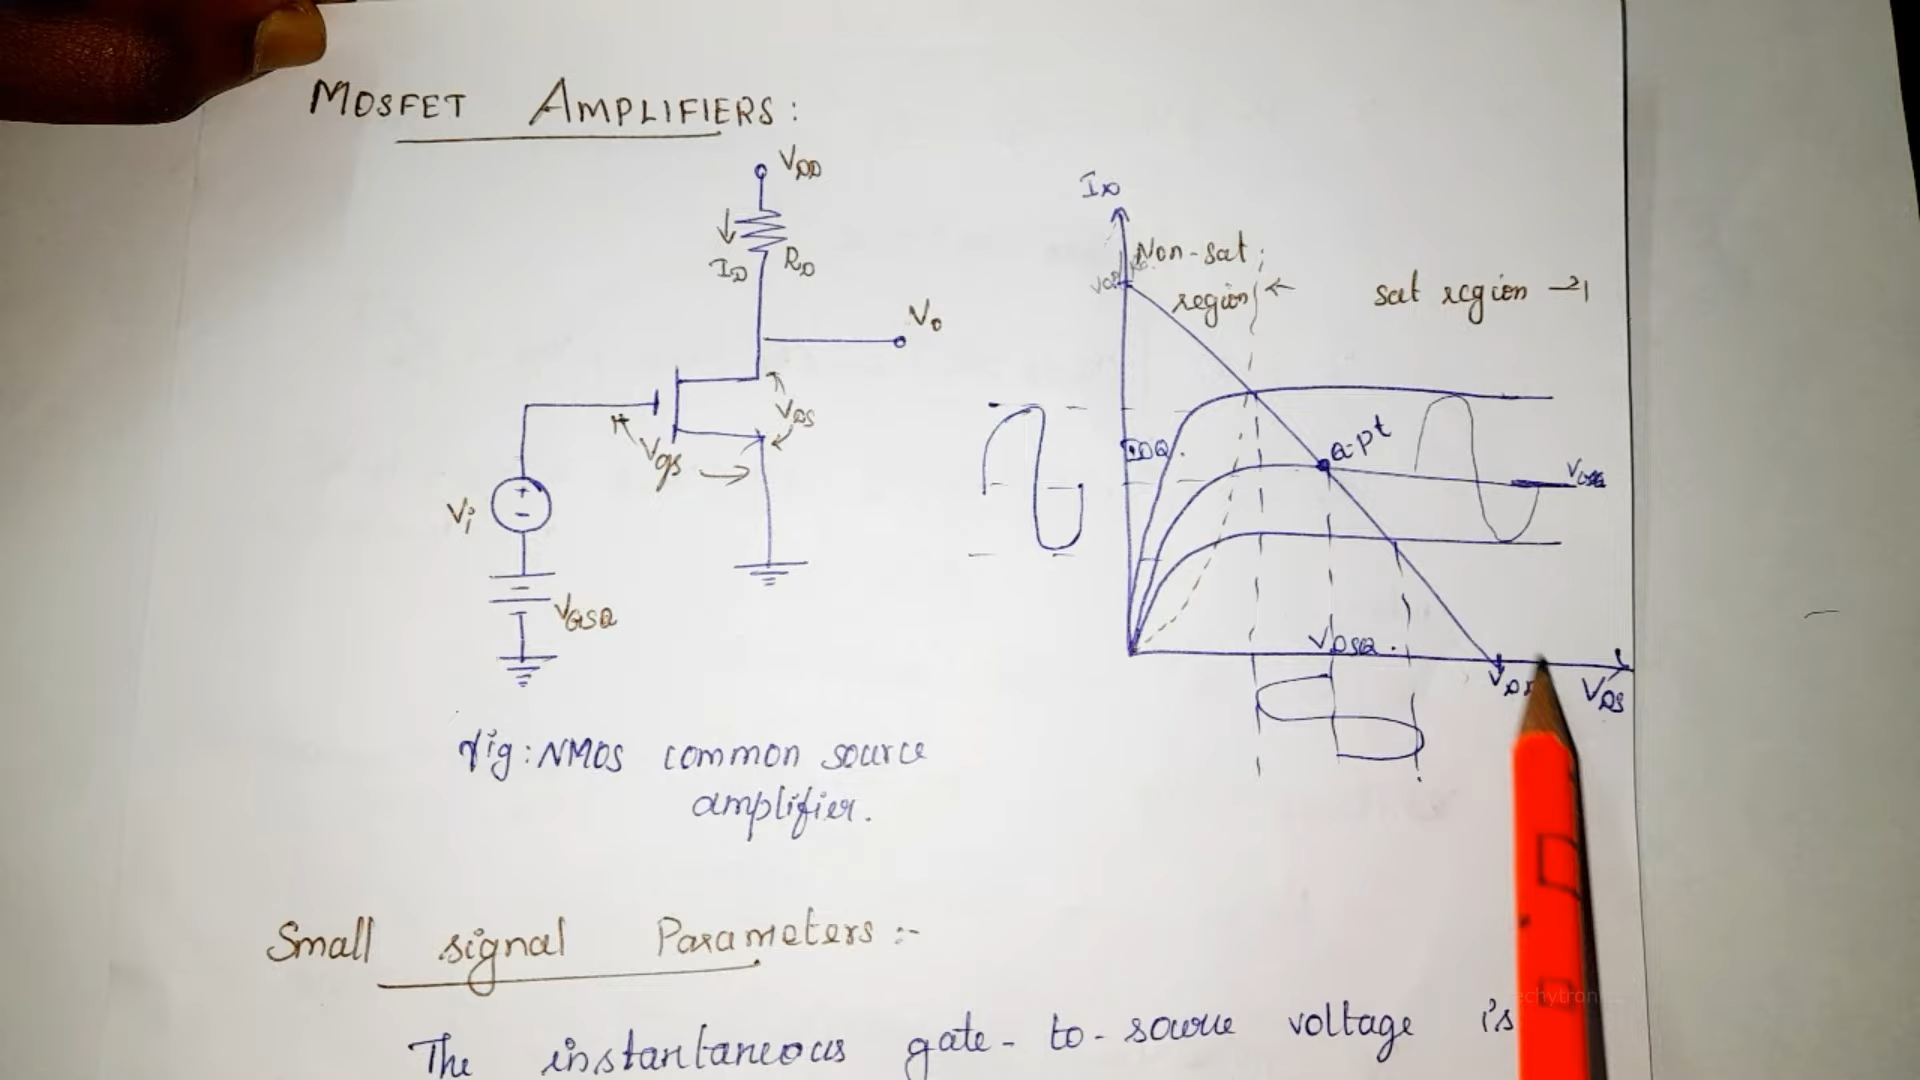 MOSFET AMPLIFIERS:
VDD
ID
RD
Vo
VDS
Vgs
Vi
VGSQ
fig: NMOS common source
amplifier.
ID
Non-sat
region
sat region
IDQ
Q-pt
VDSQ
VDS
Small signal Parameters :-
The instantaneous gate-to-source voltage is